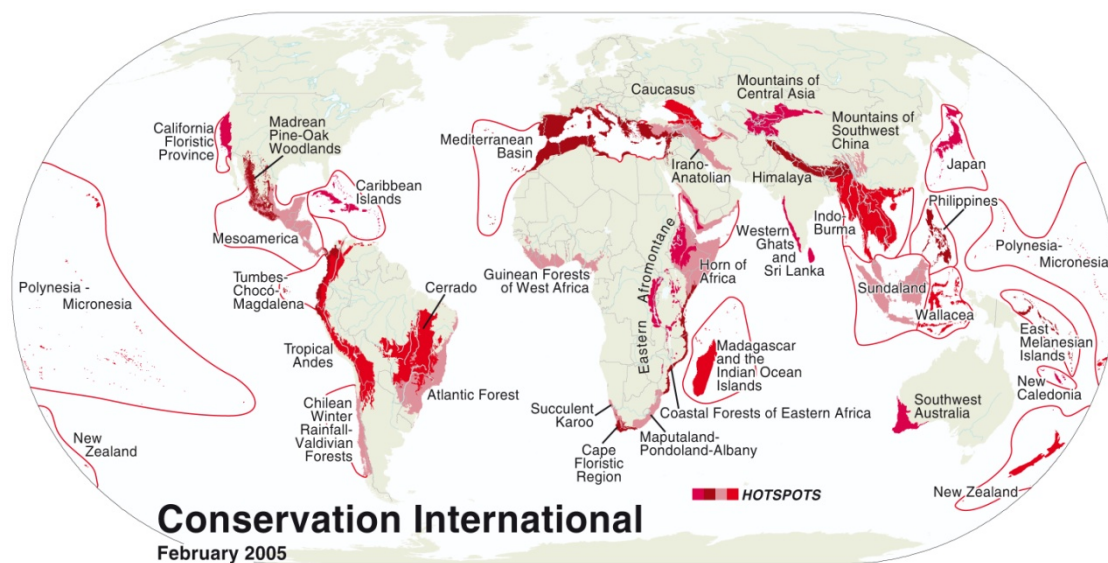 California
Floristic
Province
Madrean
Pine-Oak
Woodlands
Caribbean
Islands
Mesoamerica
Tumbes-
Chocó-
Magdalena
Polynesia -
Micronesia
Tropical
Andes
Cerrado
Atlantic Forest
Chilean
Winter
Rainfall-
Valdivian
Forests
New
Zealand
Mediterranean
Basin
Caucasus
Irano-
Anatolian
Mountains of
Central Asia
Mountains of
Southwest
China
Himalaya
Japan
Philippines
Indo-
Burma
Western
Ghats
and
Sri Lanka
Guinean Forests
of West Africa
Eastern Afromontane
Horn of
Africa
Sundaland
Wallacea
Polynesia-
Micronesia
East
Melanesian
Islands
New
Caledonia
Madagascar
and the
Indian Ocean
Islands
Coastal Forests of Eastern Africa
Succulent
Karoo
Cape
Floristic
Region
Maputaland-
Pondoland-Albany
Southwest
Australia
New Zealand
HOTSPOTS
Conservation International
February 2005